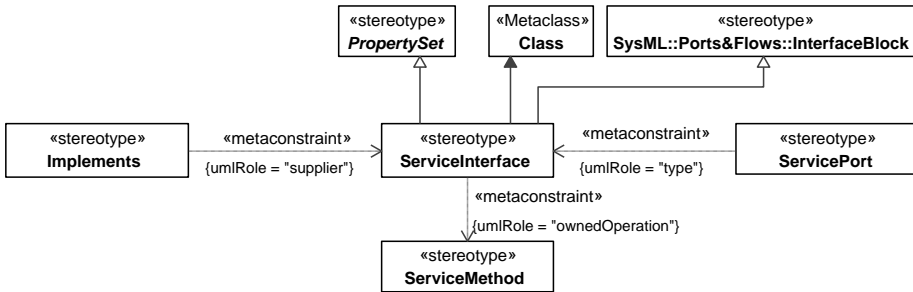 «stereotype»
PropertySet
«Metaclass»
Class
«stereotype»
SysML::Ports&Flows::InterfaceBlock
«stereotype»
Implements
«metaconstraint»
{umlRole = "supplier"}
«stereotype»
ServiceInterface
«metaconstraint»
{umlRole = "type"}
«stereotype»
ServicePort
«metaconstraint»
{umlRole = "ownedOperation"}
«stereotype»
ServiceMethod